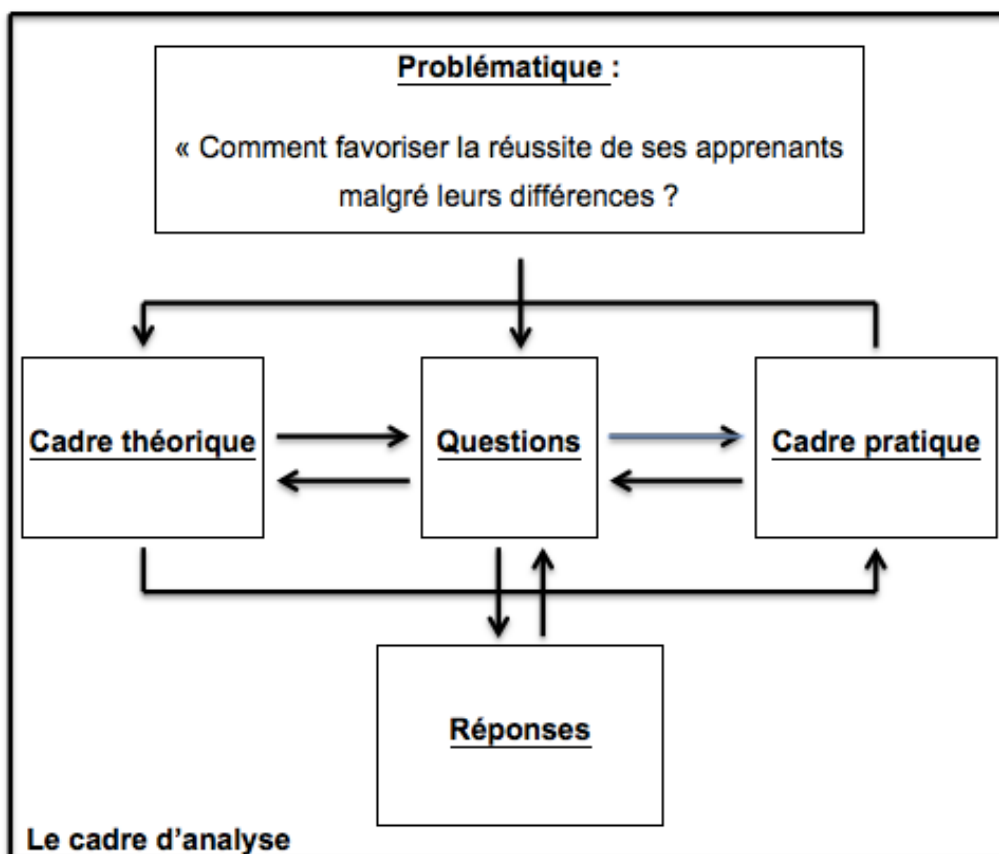 Problématique :
« Comment favoriser la réussite de ses apprenants
malgré leurs différences ?
Cadre théorique
Questions
Cadre pratique
Réponses
Le cadre d’analyse